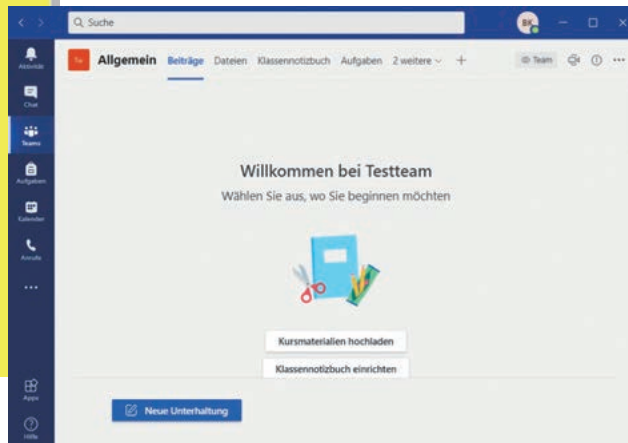 Suche
BK
Aktivität
Chat
Teams
Aufgaben
Kalender
Anrufe
Apps
Hilfe
Allgemein Beiträge Dateien Klassennotizbuch Aufgaben 2 weitere
Team
Willkommen bei Testteam
Wählen Sie aus, wo Sie beginnen möchten
Kursmaterialien hochladen
Klassennotizbuch einrichten
Neue Unterhaltung